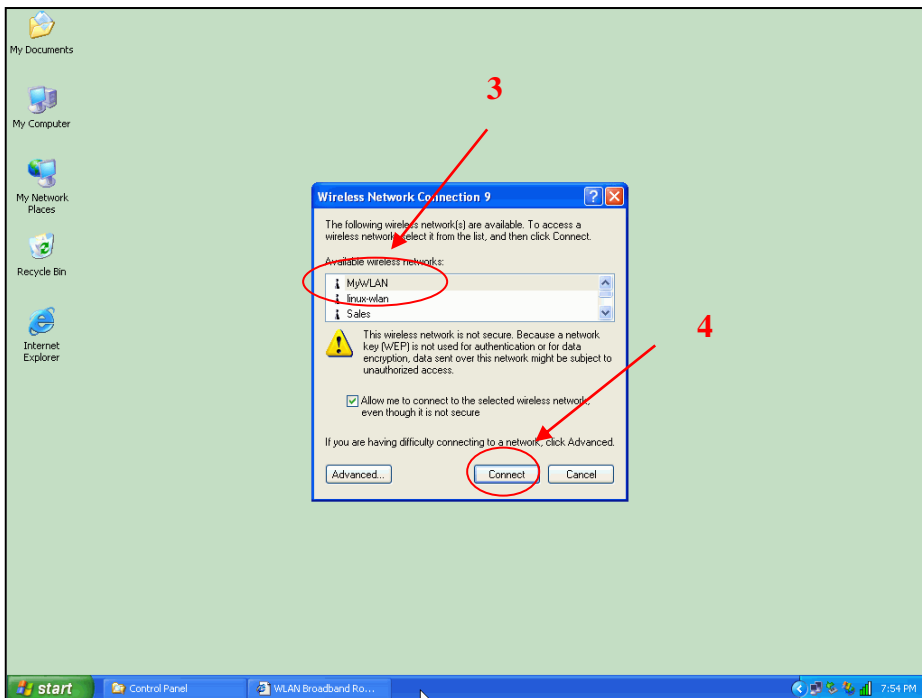 My Documents
My Computer
My Network
Places
Recycle Bin
Internet
Explorer
3
Wireless Network Connection 9
The following wireless network(s) are available. To access a
wireless network, select it from the list, and then click Connect.
Available wireless networks:
MyWLAN
linux-wlan
Sales
This wireless network is not secure. Because a network
key (WEP) is not used for authentication or for data
encryption, data sent over this network might be subject to
unauthorized access.
Allow me to connect to the selected wireless network,
even though it is not secure
If you are having difficulty connecting to a network, click Advanced.
Advanced...
Connect
Cancel
4
start
Control Panel
WLAN Broadband Ro...
7:54 PM